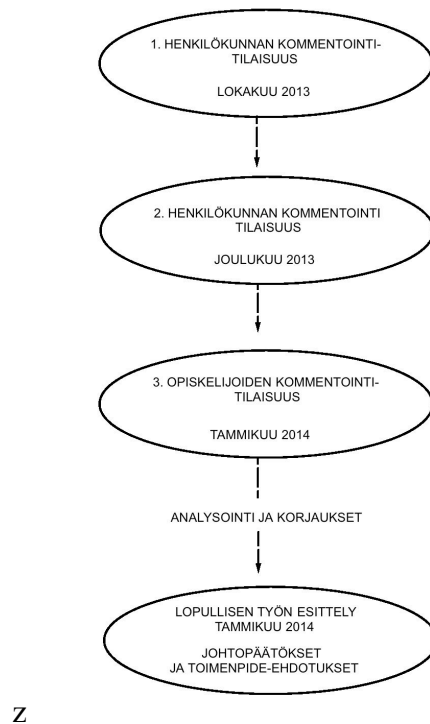 1. HENKILÖKUNNAN KOMMENTOINTI-
TILAISUUS
LOKAKUU 2013
2. HENKILÖKUNNAN KOMMENTOINTI
TILAISUUS
JOULUKUU 2013
3. OPISKELIJOIDEN KOMMENTOINTI-
TILAISUUS
TAMMIKUU 2014
ANALYSOINTI JA KORJAUKSET
LOPULLISEN TYÖN ESITTELY
TAMMIKUU 2014
JOHTOPÄÄTÖKSET
JA TOIMENPIDE-EHDOTUKSET
Z